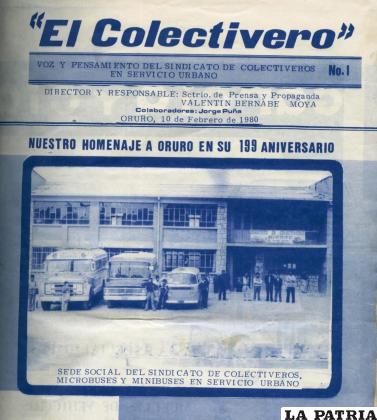 "El Colectivero"
VOZ Y PENSAMIENTO DEL SINDICATO DE COLECTIVEROS
EN SERVICIO URBANO
No.1
DIRECTOR Y RESPONSABLE: Sctrio. de Prensa y Propaganda
VALENTIN BERNABE MOYA
Colaboradores: Jorge Ruña
ORURO, 10 de Febrero de 1980
NUESTRO HOMENAJE A ORURO EN SU 199 ANIVERSARIO
SEDE SOCIAL DEL SINDICATO DE COLECTIVEROS,
MICROBUSES Y MINIBUSES EN SERVICIO URBANO
LA PATRIA